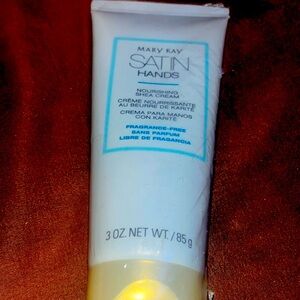 MARY KAY
SATIN
HANDS
NOURISHING
SHEA CREAM
CRÈME NOURRISSANTE
AU BEURRE DE KARITÉ
CREMA PARA MANOS
CON KARITÉ
FRAGRANCE-FREE
SANS PARFUM
LIBRE DE FRAGANCIA
3 OZ. NET WT. / 85 g